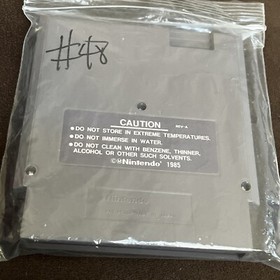 #48
CAUTION REV-A
•DO NOT STORE IN EXTREME TEMPERATURES.
•DO NOT IMMERSE IN WATER.
•DO NOT CLEAN WITH BENZENE, THINNER,
ALCOHOL OR OTHER SUCH SOLVENTS.
Nintendo® 1985